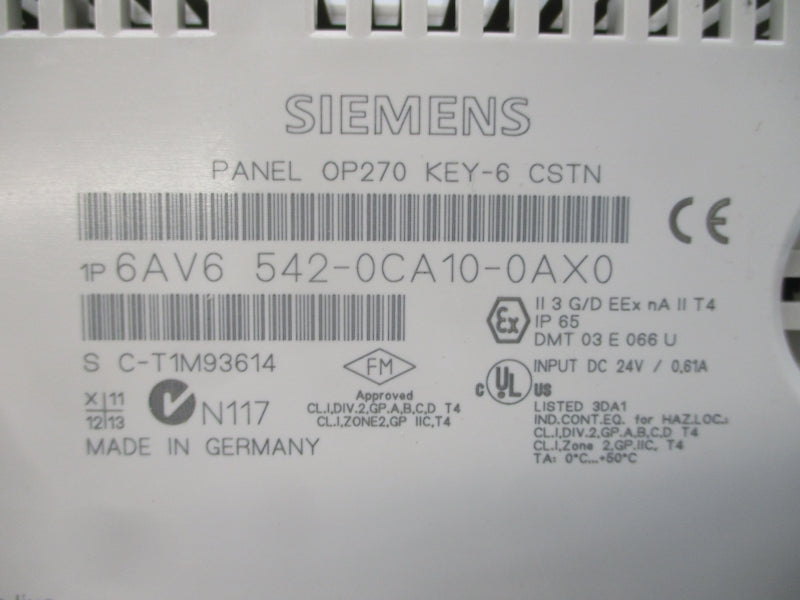 SIEMENS
PANEL OP270 KEY-6 CSTN
CE
1P 6AV6 542-0CA10-0AX0
Ex
II 3 G/D EEx nA II T4
IP 65
DMT 03 E 066 U
S C-T1M93614
FM
Approved
CL.I,DIV.2,GP.A,B,C,D T4
CL.I,ZONE2,GP IIC,T4
C UL US
INPUT DC 24V / 0,61A
LISTED 3DA1
IND.CONT.EQ. for HAZ.LOC.:
CL.I,DIV.2,GP.A,B,C,D T4
CL.I,Zone 2,GP.IIC, T4
TA: 0°C...+50°C
X 11
12 13
N117
MADE IN GERMANY